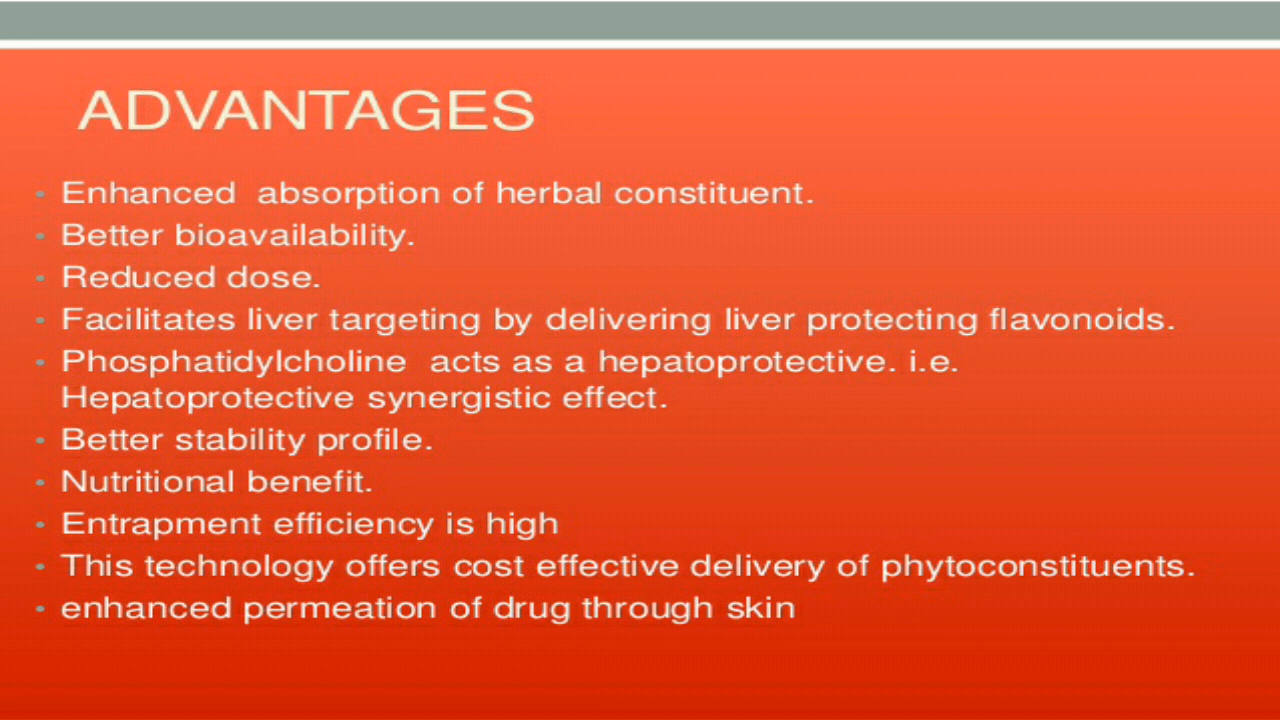 ADVANTAGES
• Enhanced  absorption of herbal constituent.
• Better bioavailability.
• Reduced dose.
• Facilitates liver targeting by delivering liver protecting flavonoids.
• Phosphatidylcholine  acts as a hepatoprotective. i.e.
Hepatoprotective synergistic effect.
• Better stability profile.
• Nutritional benefit.
• Entrapment efficiency is high
• This technology offers cost effective delivery of phytoconstituents.
• enhanced permeation of drug through skin